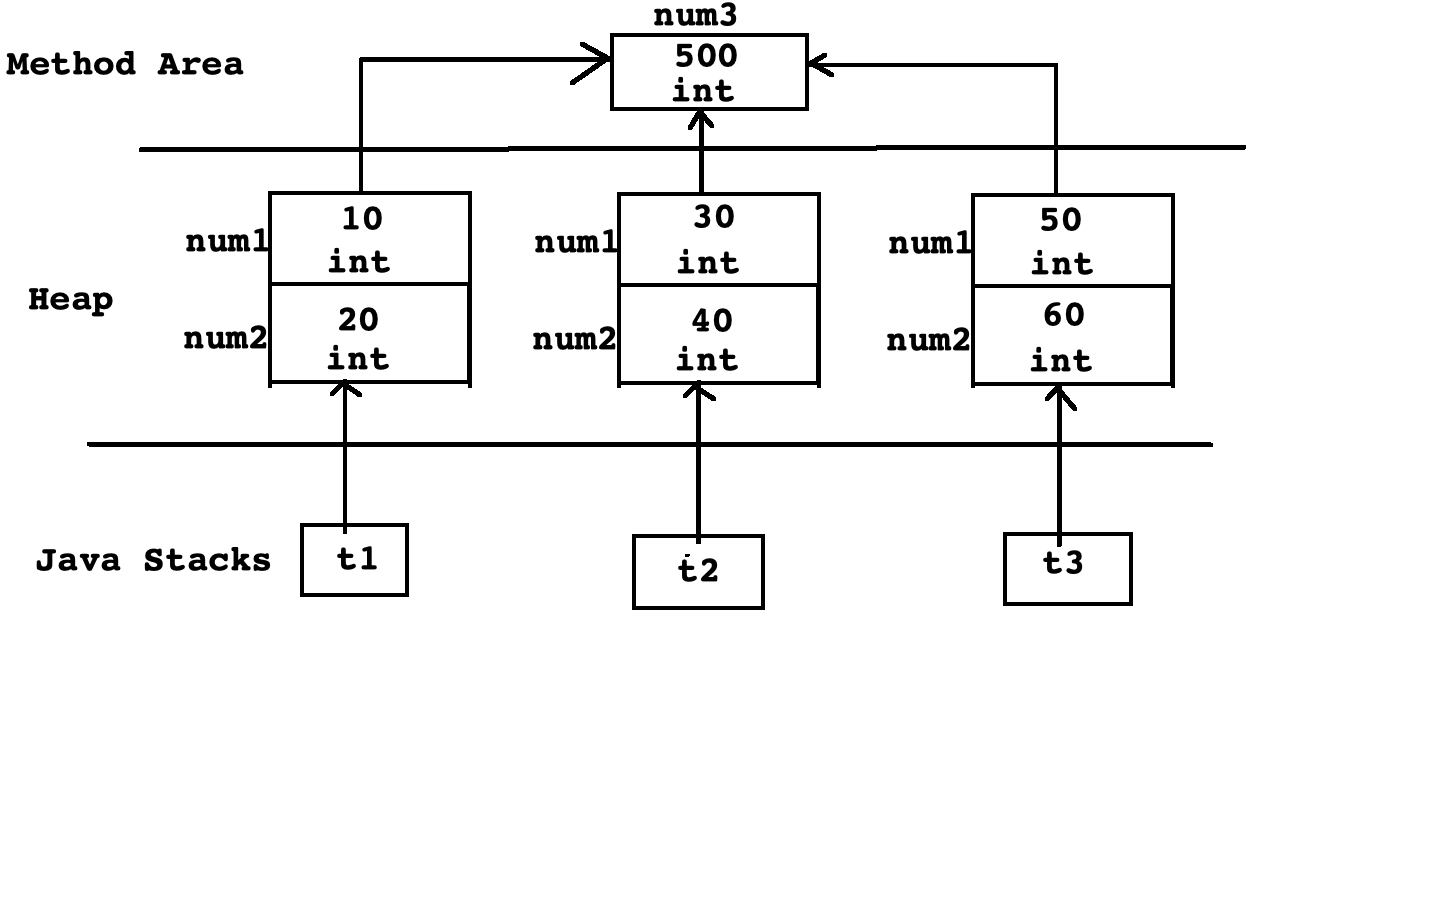 num3
Method Area
500
int
10
30
50
num1
int
num1
int
num1
int
Heap
20
40
60
num2
int
num2
int
num2
int
Java Stacks
t1
t2
t3